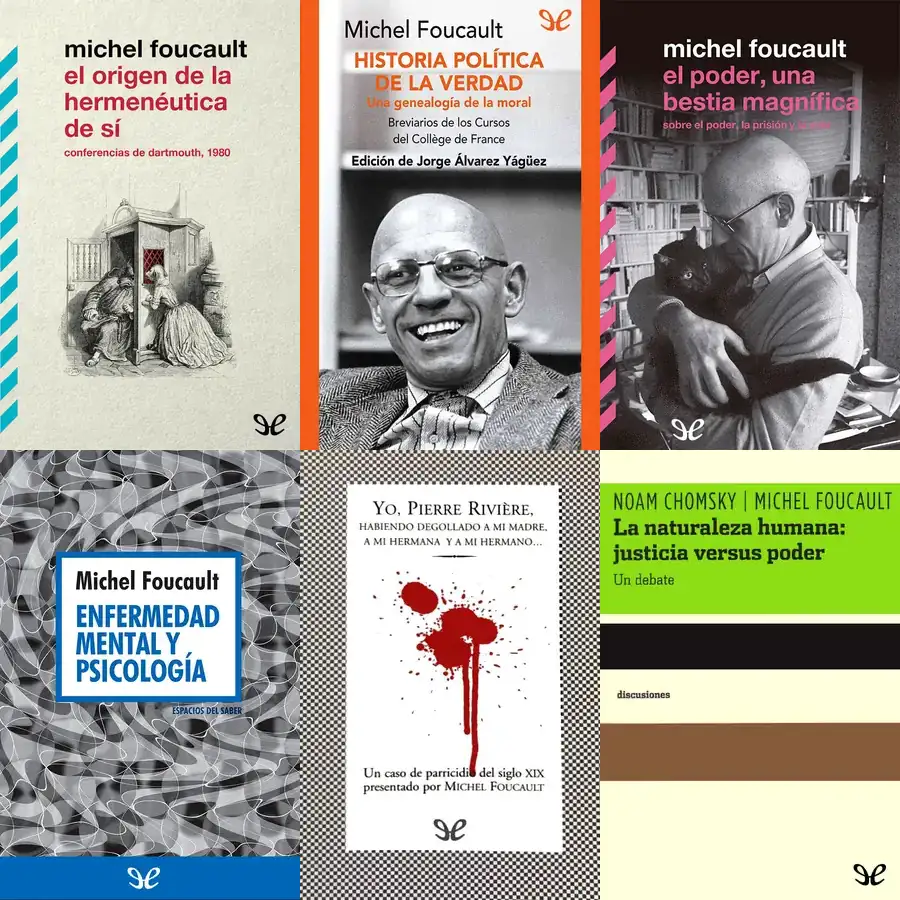 michel foucault
el origen de la
hermenéutica
de sí
conferencias de dartmouth, 1980
Michel Foucault
HISTORIA POLÍTICA
DE LA VERDAD
Una genealogía de la moral
Breviarios de los Cursos
del Collège de France
Edición de Jorge Álvarez Yágüez
michel foucault
el poder, una
bestia magnífica
sobre el poder, la prisión y la vida
Michel Foucault
ENFERMEDAD
MENTAL Y
PSICOLOGÍA
ESPACIOS DEL SABER
YO, PIERRE RIVIÈRE,
HABIENDO DEGOLLADO A MI MADRE,
A MI HERMANA Y A MI HERMANO...
Un caso de parricidio del siglo XIX
presentado por MICHEL FOUCAULT
NOAM CHOMSKY | MICHEL FOUCAULT
La naturaleza humana:
justicia versus poder
Un debate
discusiones